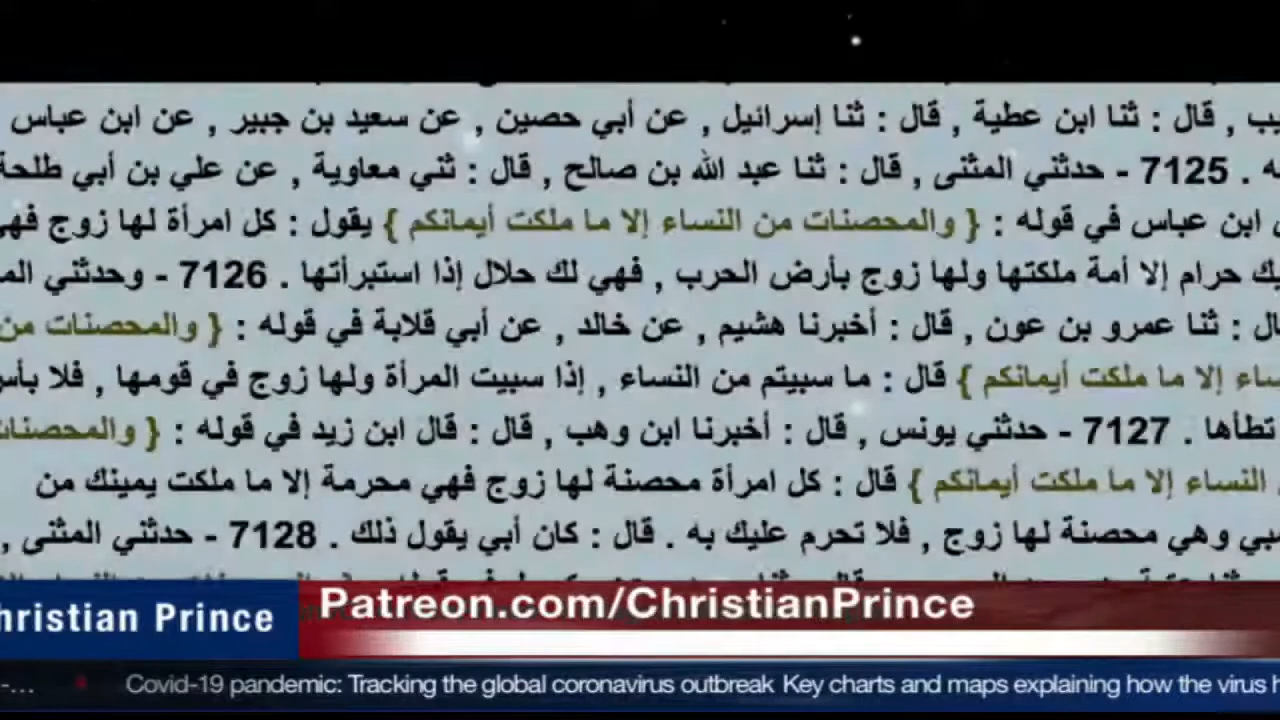 قال : ثنا ابن عطية , قال : ثنا إسرائيل , عن أبي حصين , عن سعيد بن جبير , عن ابن عباس
. 7125 - حدثني المثنى , قال : ثنا عبد الله بن صالح , قال : ثني معاوية , عن علي بن أبي طلحة
ابن عباس في قوله : { والمحصنات من النساء إلا ما ملكت أيمانكم } يقول : كل امرأة لها زوج فهي
حرام إلا أمة ملكتها ولها زوج بأرض الحرب , فهي لك حلال إذا استبرأتها . 7126 - وحدثني
: ثنا عمرو بن عون , قال : أخبرنا هشيم , عن خالد , عن أبي قلابة في قوله : { والمحصنات من
إلا ما ملكت أيمانكم } قال : ما سبيتم من النساء , إذا سبيت المرأة ولها زوج في قومها , فلا
تطأها . 7127 - حدثني يونس , قال : أخبرنا ابن وهب , قال : قال ابن زيد في قوله : { والمحصنات
النساء إلا ما ملكت أيمانكم } قال : كل امرأة محصنة لها زوج فهي محرمة إلا ما ملكت يمينك من
وهي محصنة لها زوج , فلا تحرم عليك به . قال : كان أبي يقول ذلك . 7128 - حدثني المثنى ,
hristian Prince
Patreon.com/ChristianPrince
-... Covid-19 pandemic: Tracking the global coronavirus outbreak Key charts and maps explaining how the virus h